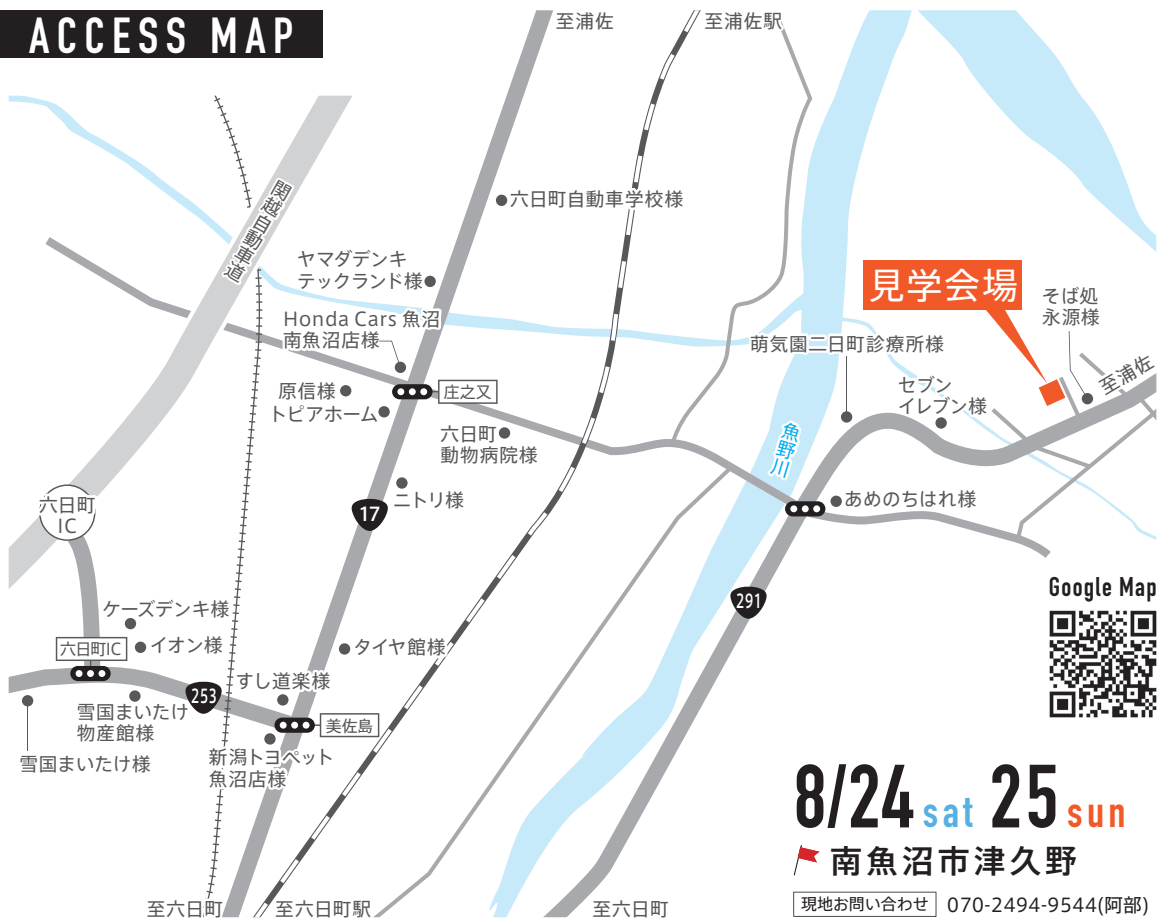 ACCESS MAP
至浦佐
至浦佐駅
関越自動車道
六日町自動車学校様
ヤマダデンキ
テックランド様
Honda Cars 魚沼
南魚沼店様
見学会場
そば処
永源様
萌気園二日町診療所様
至浦佐
セブン
イレブン様
原信様
トピアホーム
庄之又
六日町
動物病院様
魚野川
六日町
IC
17
ニトリ様
あめのちはれ様
291
Google Map
ケーズデンキ様
六日町IC
イオン様
タイヤ館様
253
すし道楽様
雪国まいたけ
物産館様
美佐島
雪国まいたけ様
新潟トヨペット
魚沼店様
8/24 sat 25 sun
南魚沼市津久野
現地お問い合わせ 070-2494-9544(阿部)
至六日町
至六日町駅
至六日町